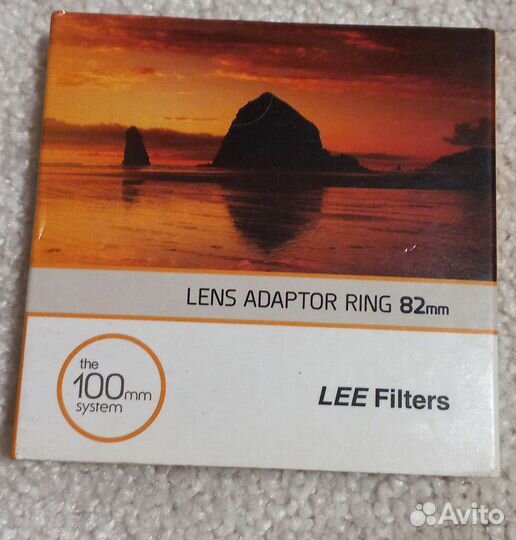 LENS ADAPTOR RING 82mm
the
100mm
system
LEE Filters
Avito